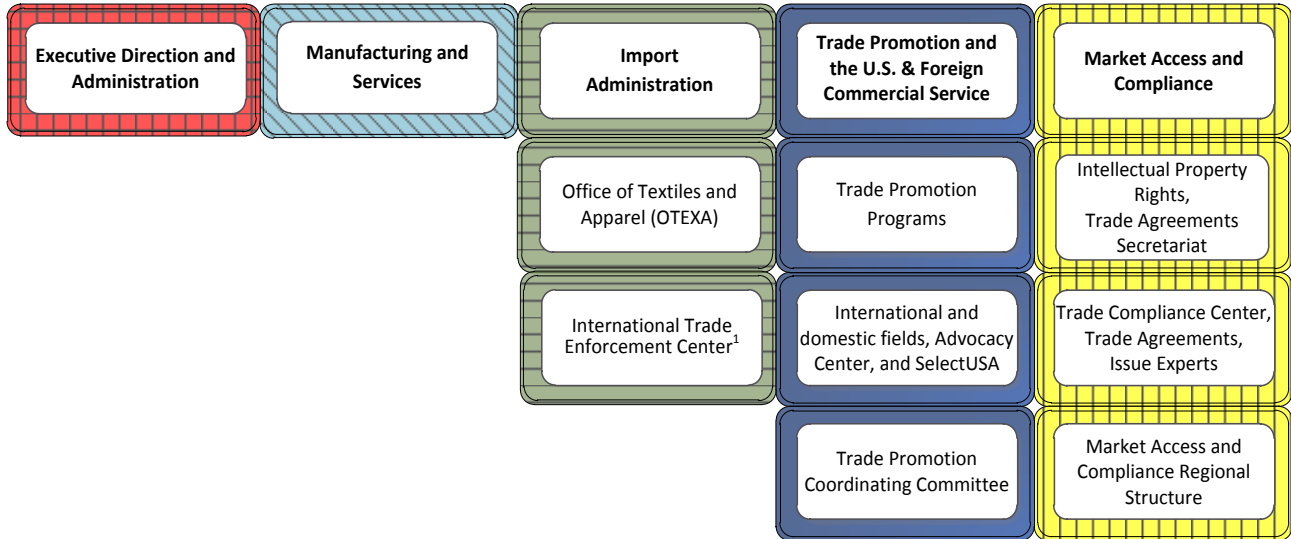 Executive Direction and
Administration
Manufacturing and
Services
Import
Administration
Trade Promotion and
the U.S. & Foreign
Commercial Service
Market Access and
Compliance
Office of Textiles and
Apparel (OTEXA)
Trade Promotion
Programs
Intellectual Property
Rights,
Trade Agreements
Secretariat
International Trade
Enforcement Center¹
International and
domestic fields, Advocacy
Center, and SelectUSA
Trade Compliance Center,
Trade Agreements,
Issue Experts
Trade Promotion
Coordinating Committee
Market Access and
Compliance Regional
Structure